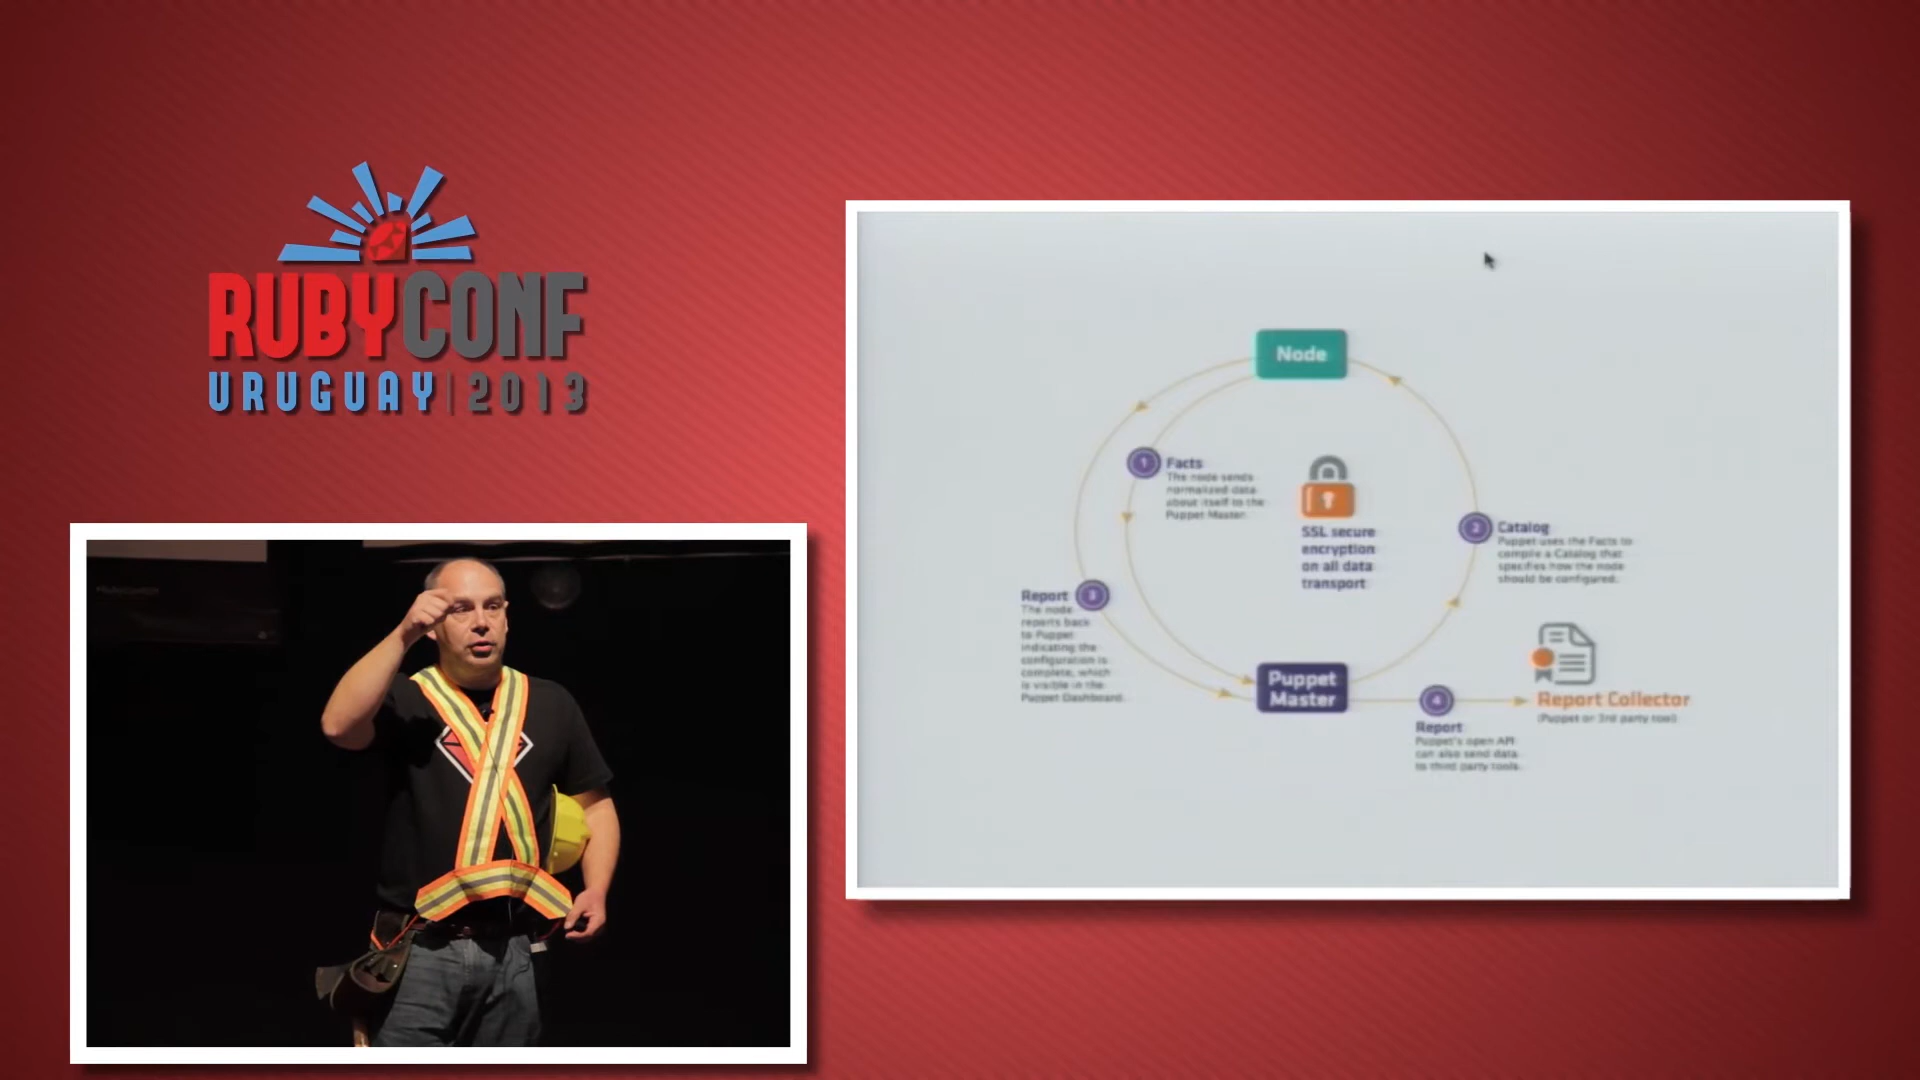 RUBYCONF
URUGUAY | 2013
Node
1
Facts
The node sends
normalized data
about itself to the
Puppet Master.
SSL secure
encryption
on all data
transport
2
Catalog
Puppet uses the Facts to
compile a Catalog that
specifies how the node
should be configured.
Report
3
The node
reports back
to Puppet
indicating the
configuration is
complete, which
is visible in the
Puppet Dashboard.
Puppet
Master
4
Report
Puppet's open API
can also send data
to third party tools.
Report Collector
(Puppet or 3rd party tool)